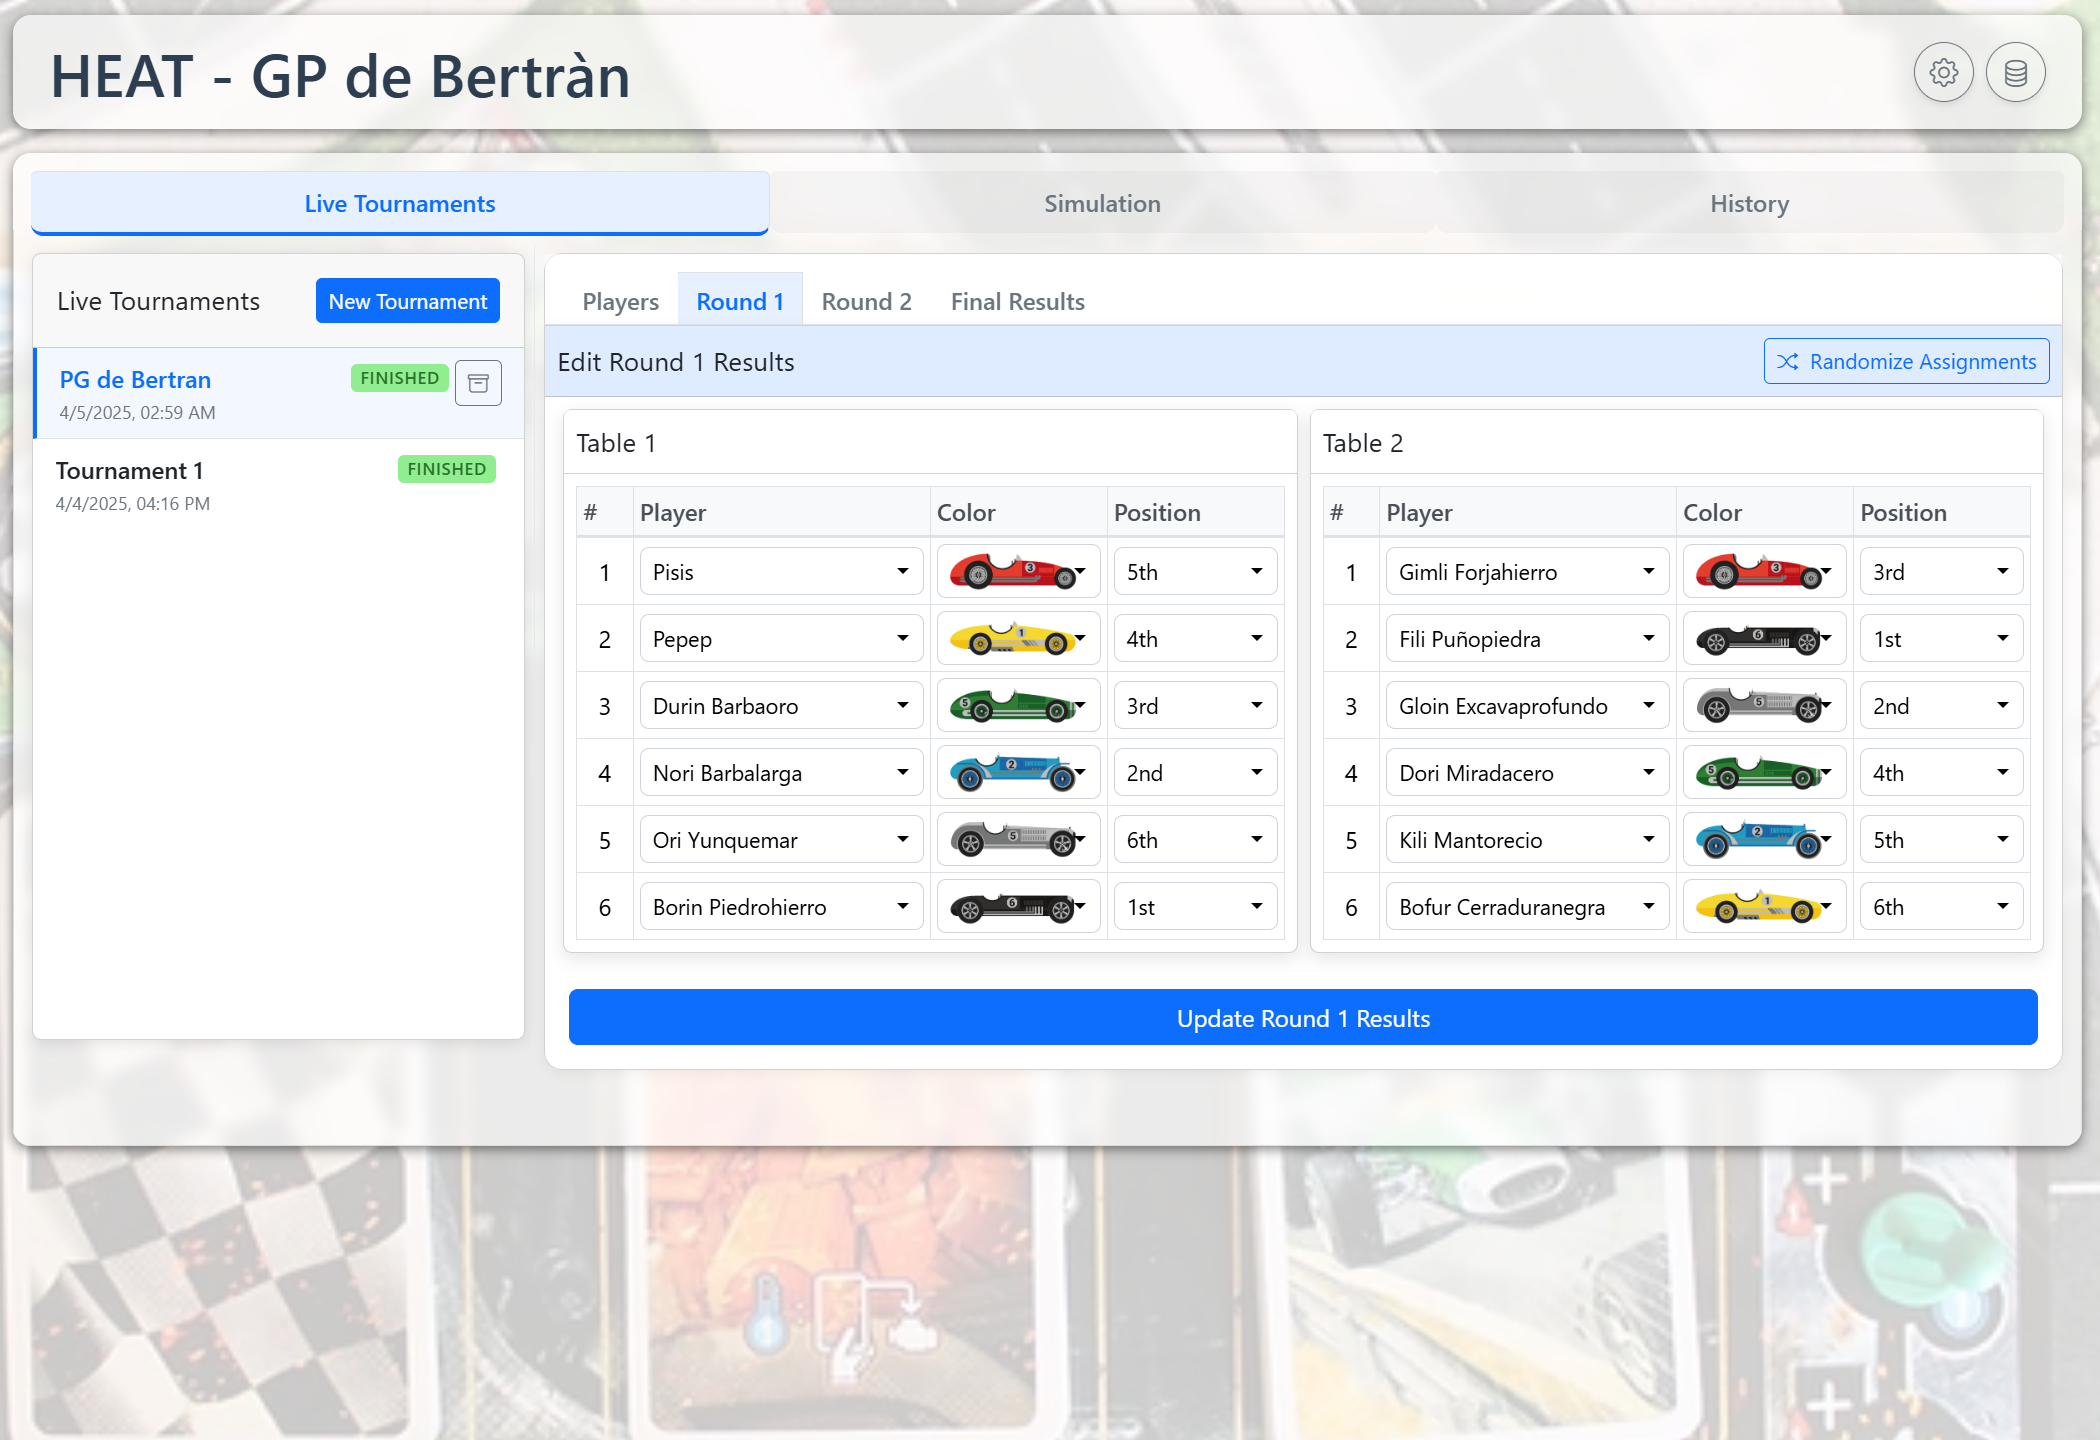 HEAT - GP de Bertràn
Live Tournaments
Simulation
History
Live Tournaments
New Tournament
PG de Bertran
FINISHED
4/5/2025, 02:59 AM
Tournament 1
FINISHED
4/4/2025, 04:16 PM
Players
Round 1
Round 2
Final Results
Edit Round 1 Results
Randomize Assignments
Table 1
# Player Color Position
1 Pisis 3 5th
2 Pepep 1 4th
3 Durin Barbaoro 5 3rd
4 Nori Barbalarga 2 2nd
5 Ori Yunquemar 5 6th
6 Borin Piedrohierro 6 1st
Table 2
# Player Color Position
1 Gimli Forjahierro 3 3rd
2 Fili Puñopiedra 6 1st
3 Gloin Excavaprofundo 5 2nd
4 Dori Miradacero 5 4th
5 Kili Mantorecio 2 5th
6 Bofur Cerraduranegra 1 6th
Update Round 1 Results